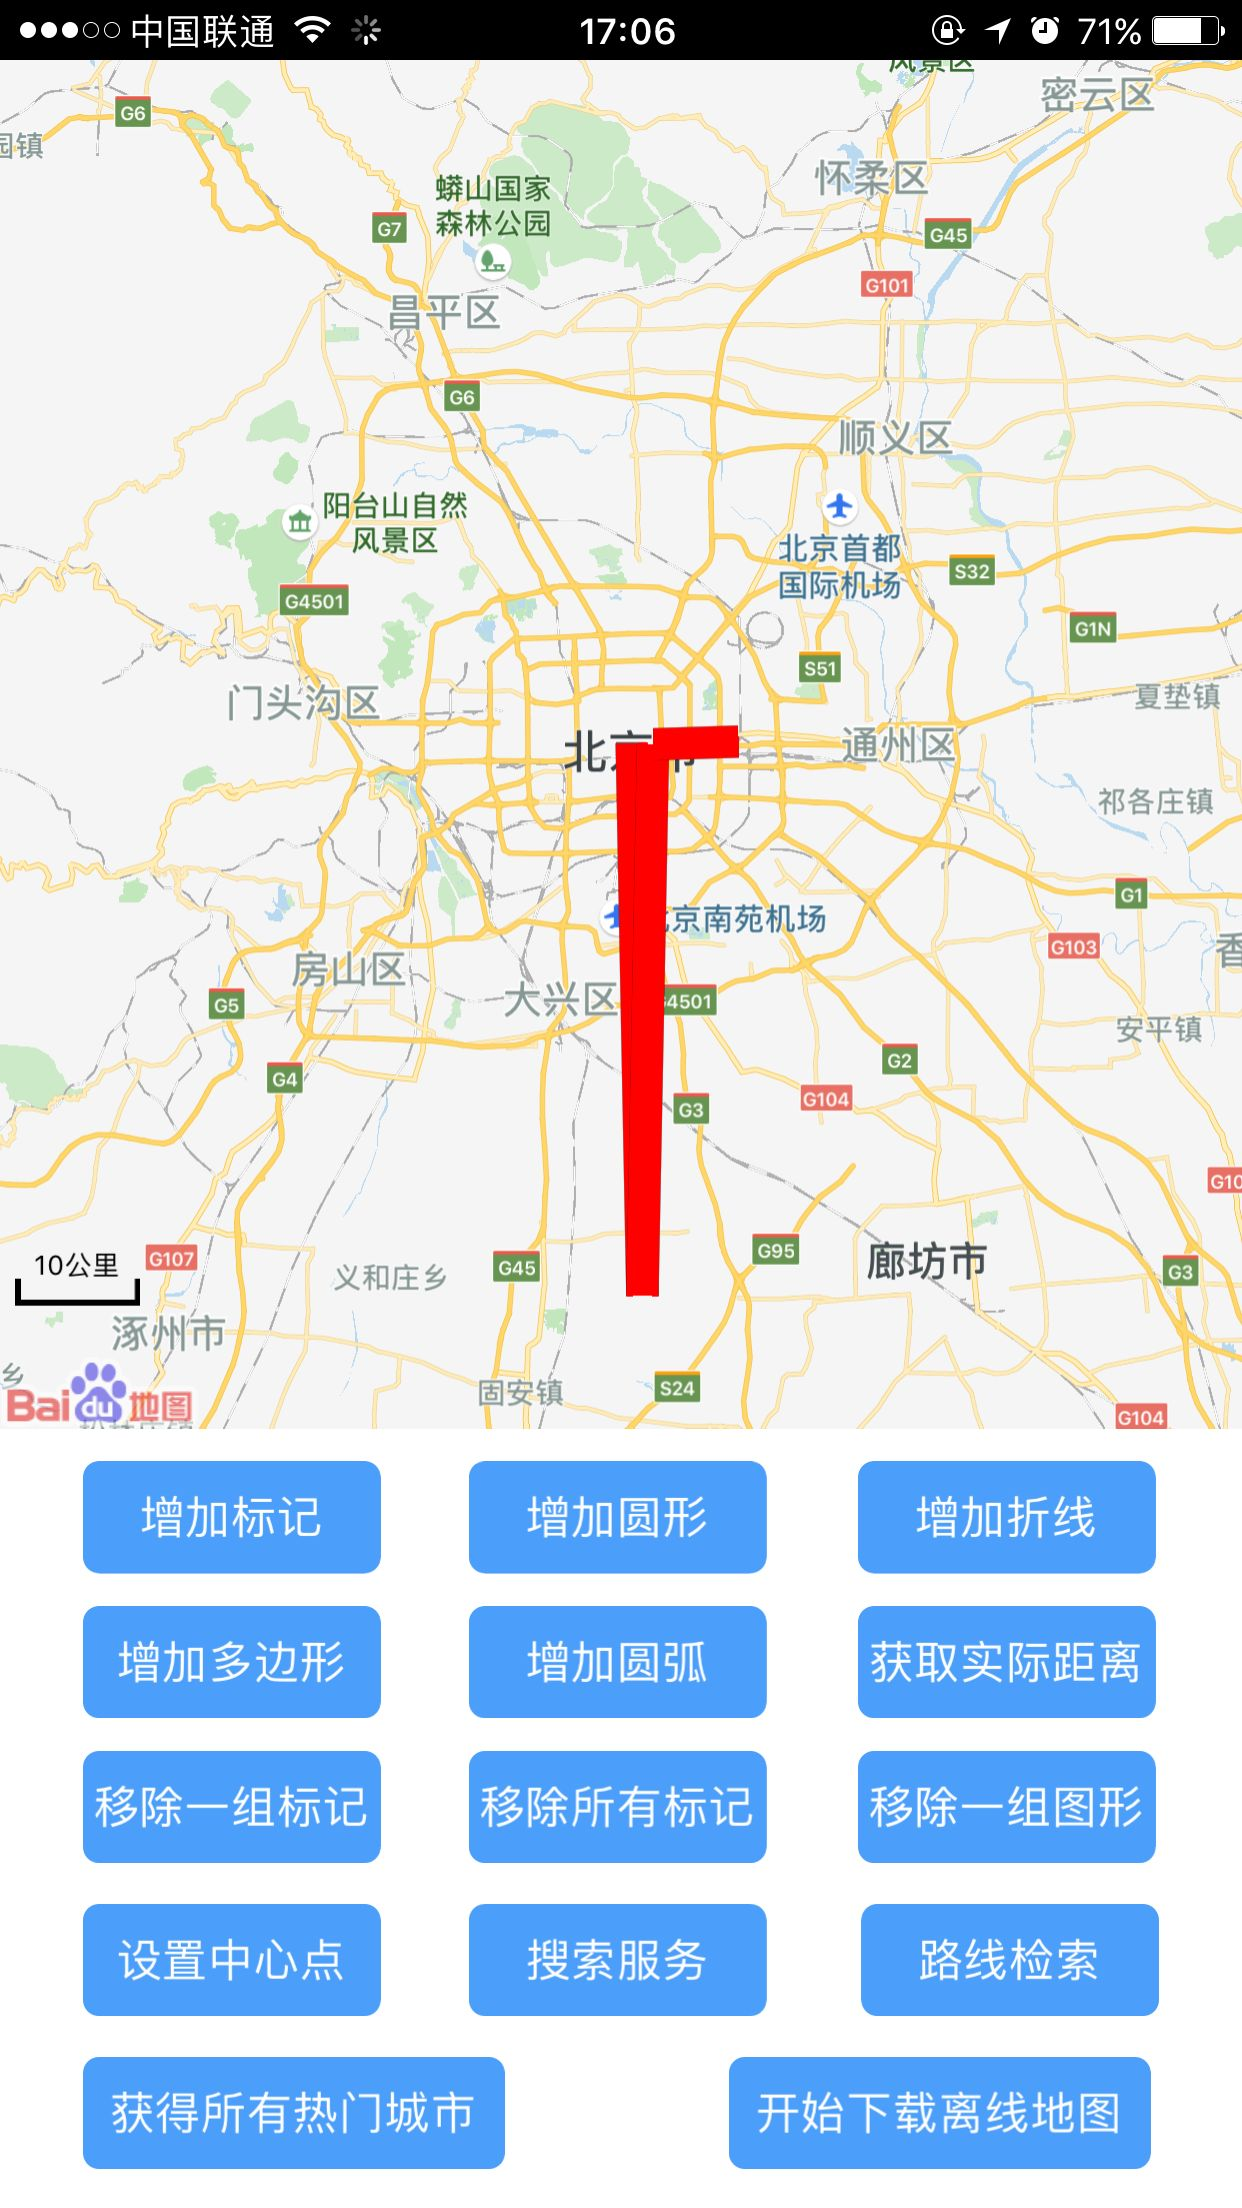 中国联通
17:06
71%
风景区
密云区
G6
园镇
怀柔区
蟒山国家
森林公园
G7
G45
G101
昌平区
G6
顺义区
阳台山自然
风景区
北京首都
国际机场
S32
G4501
G1N
S51
门头沟区
夏垫镇
北京市
通州区
祁各庄镇
G1
北京南苑机场
G103
香
房山区
大兴区
G4501
G5
安平镇
G2
G4
G104
G3
G10
G95
廊坊市
10公里
G107
义和庄乡
G45
G3
涿州市
乡
固安镇
S24
Baidu地图
G104
增加标记
增加圆形
增加折线
增加多边形
增加圆弧
获取实际距离
移除一组标记
移除所有标记
移除一组图形
设置中心点
搜索服务
路线检索
获得所有热门城市
开始下载离线地图